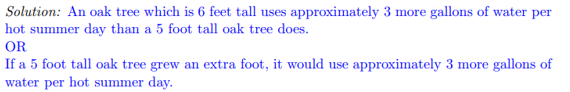 Solution: An oak tree which is 6 feet tall uses approximately 3 more gallons of water per
hot summer day than a 5 foot tall oak tree does.
OR
If a 5 foot tall oak tree grew an extra foot, it would use approximately 3 more gallons of
water per hot summer day.